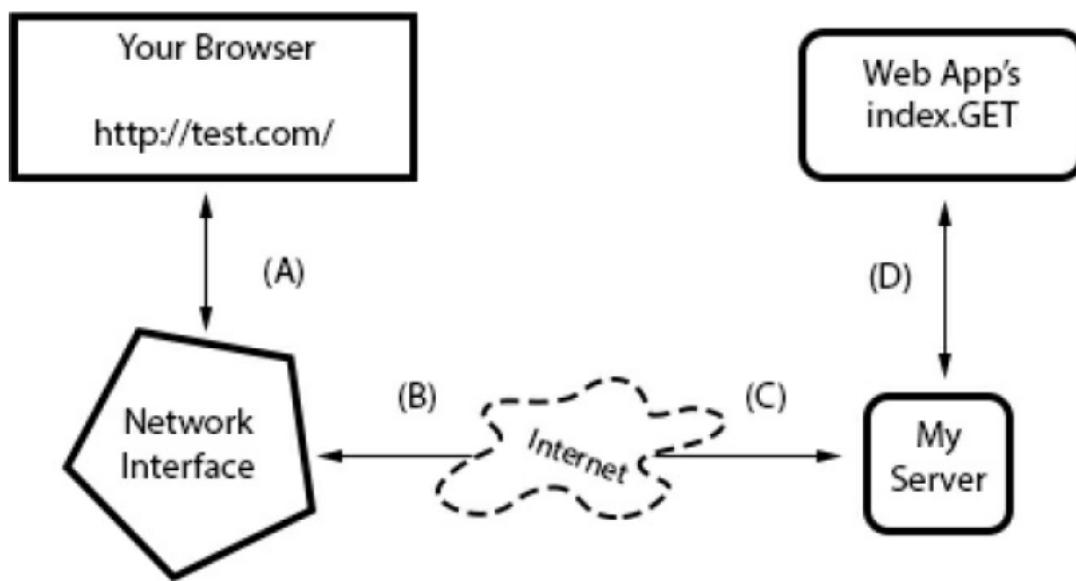 Your Browser
http://test.com/
Web App's
index.GET
(A)
(D)
Network
Interface
(B)
Internet
(C)
My
Server